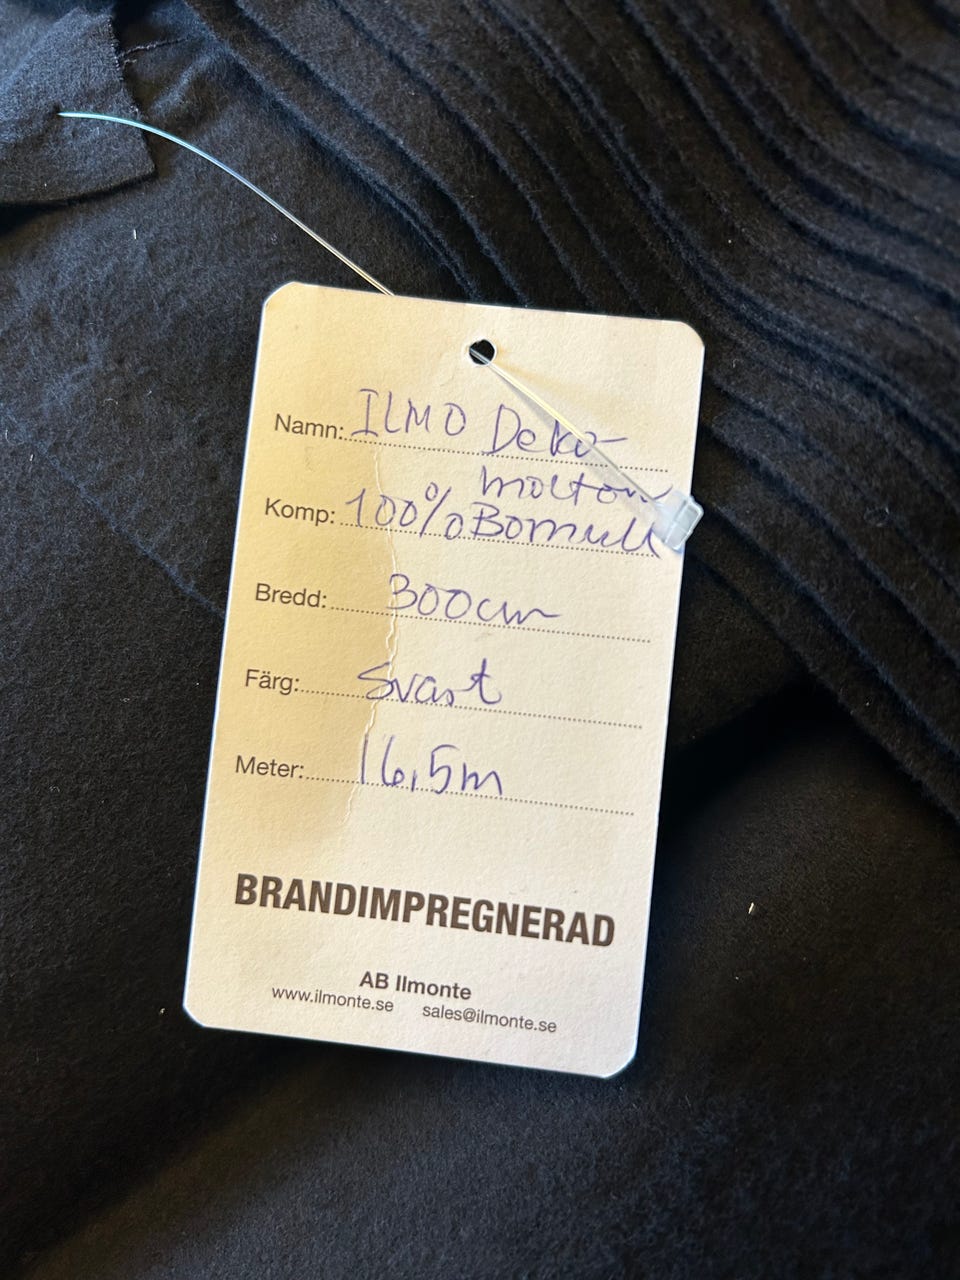 Namn: ILMO Deko-
molton
Komp: 100% Bomull
Bredd: 300cm
Färg: Svart
Meter: 16,5m
BRANDIMPREGNERAD
AB Ilmonte
www.ilmonte.se sales@ilmonte.se